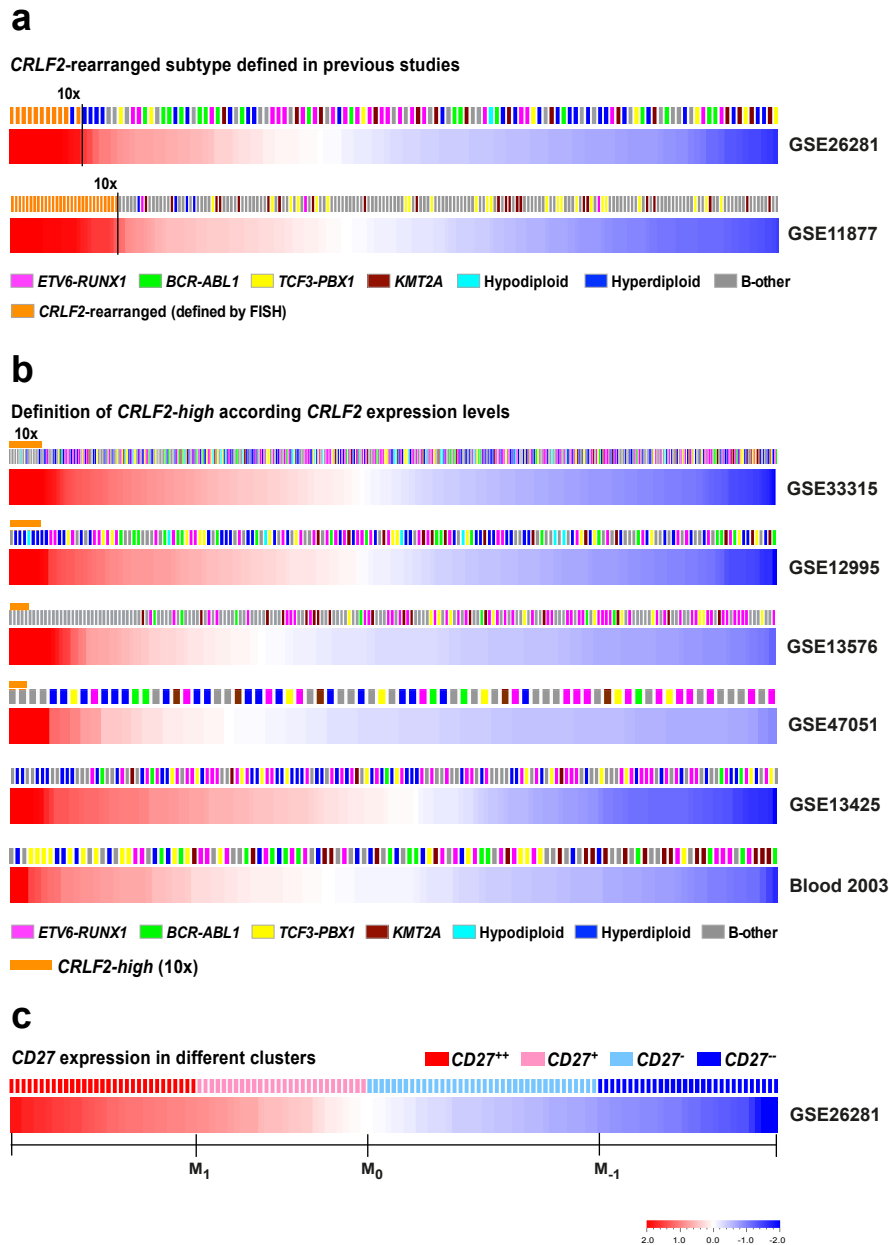 a
CRLF2-rearranged subtype defined in previous studies
10x
GSE26281
10x
GSE11877
ETV6-RUNX1 BCR-ABL1 TCF3-PBX1 KMT2A Hypodiploid Hyperdiploid B-other
CRLF2-rearranged (defined by FISH)
b
Definition of CRLF2-high according CRLF2 expression levels
10x
GSE33315
GSE12995
GSE13576
GSE47051
GSE13425
Blood 2003
ETV6-RUNX1 BCR-ABL1 TCF3-PBX1 KMT2A Hypodiploid Hyperdiploid B-other
CRLF2-high (10x)
c
CD27 expression in different clusters CD27++ CD27+ CD27- CD27--
GSE26281
M1 M0 M-1
2.0 1.0 0.0 -1.0 -2.0